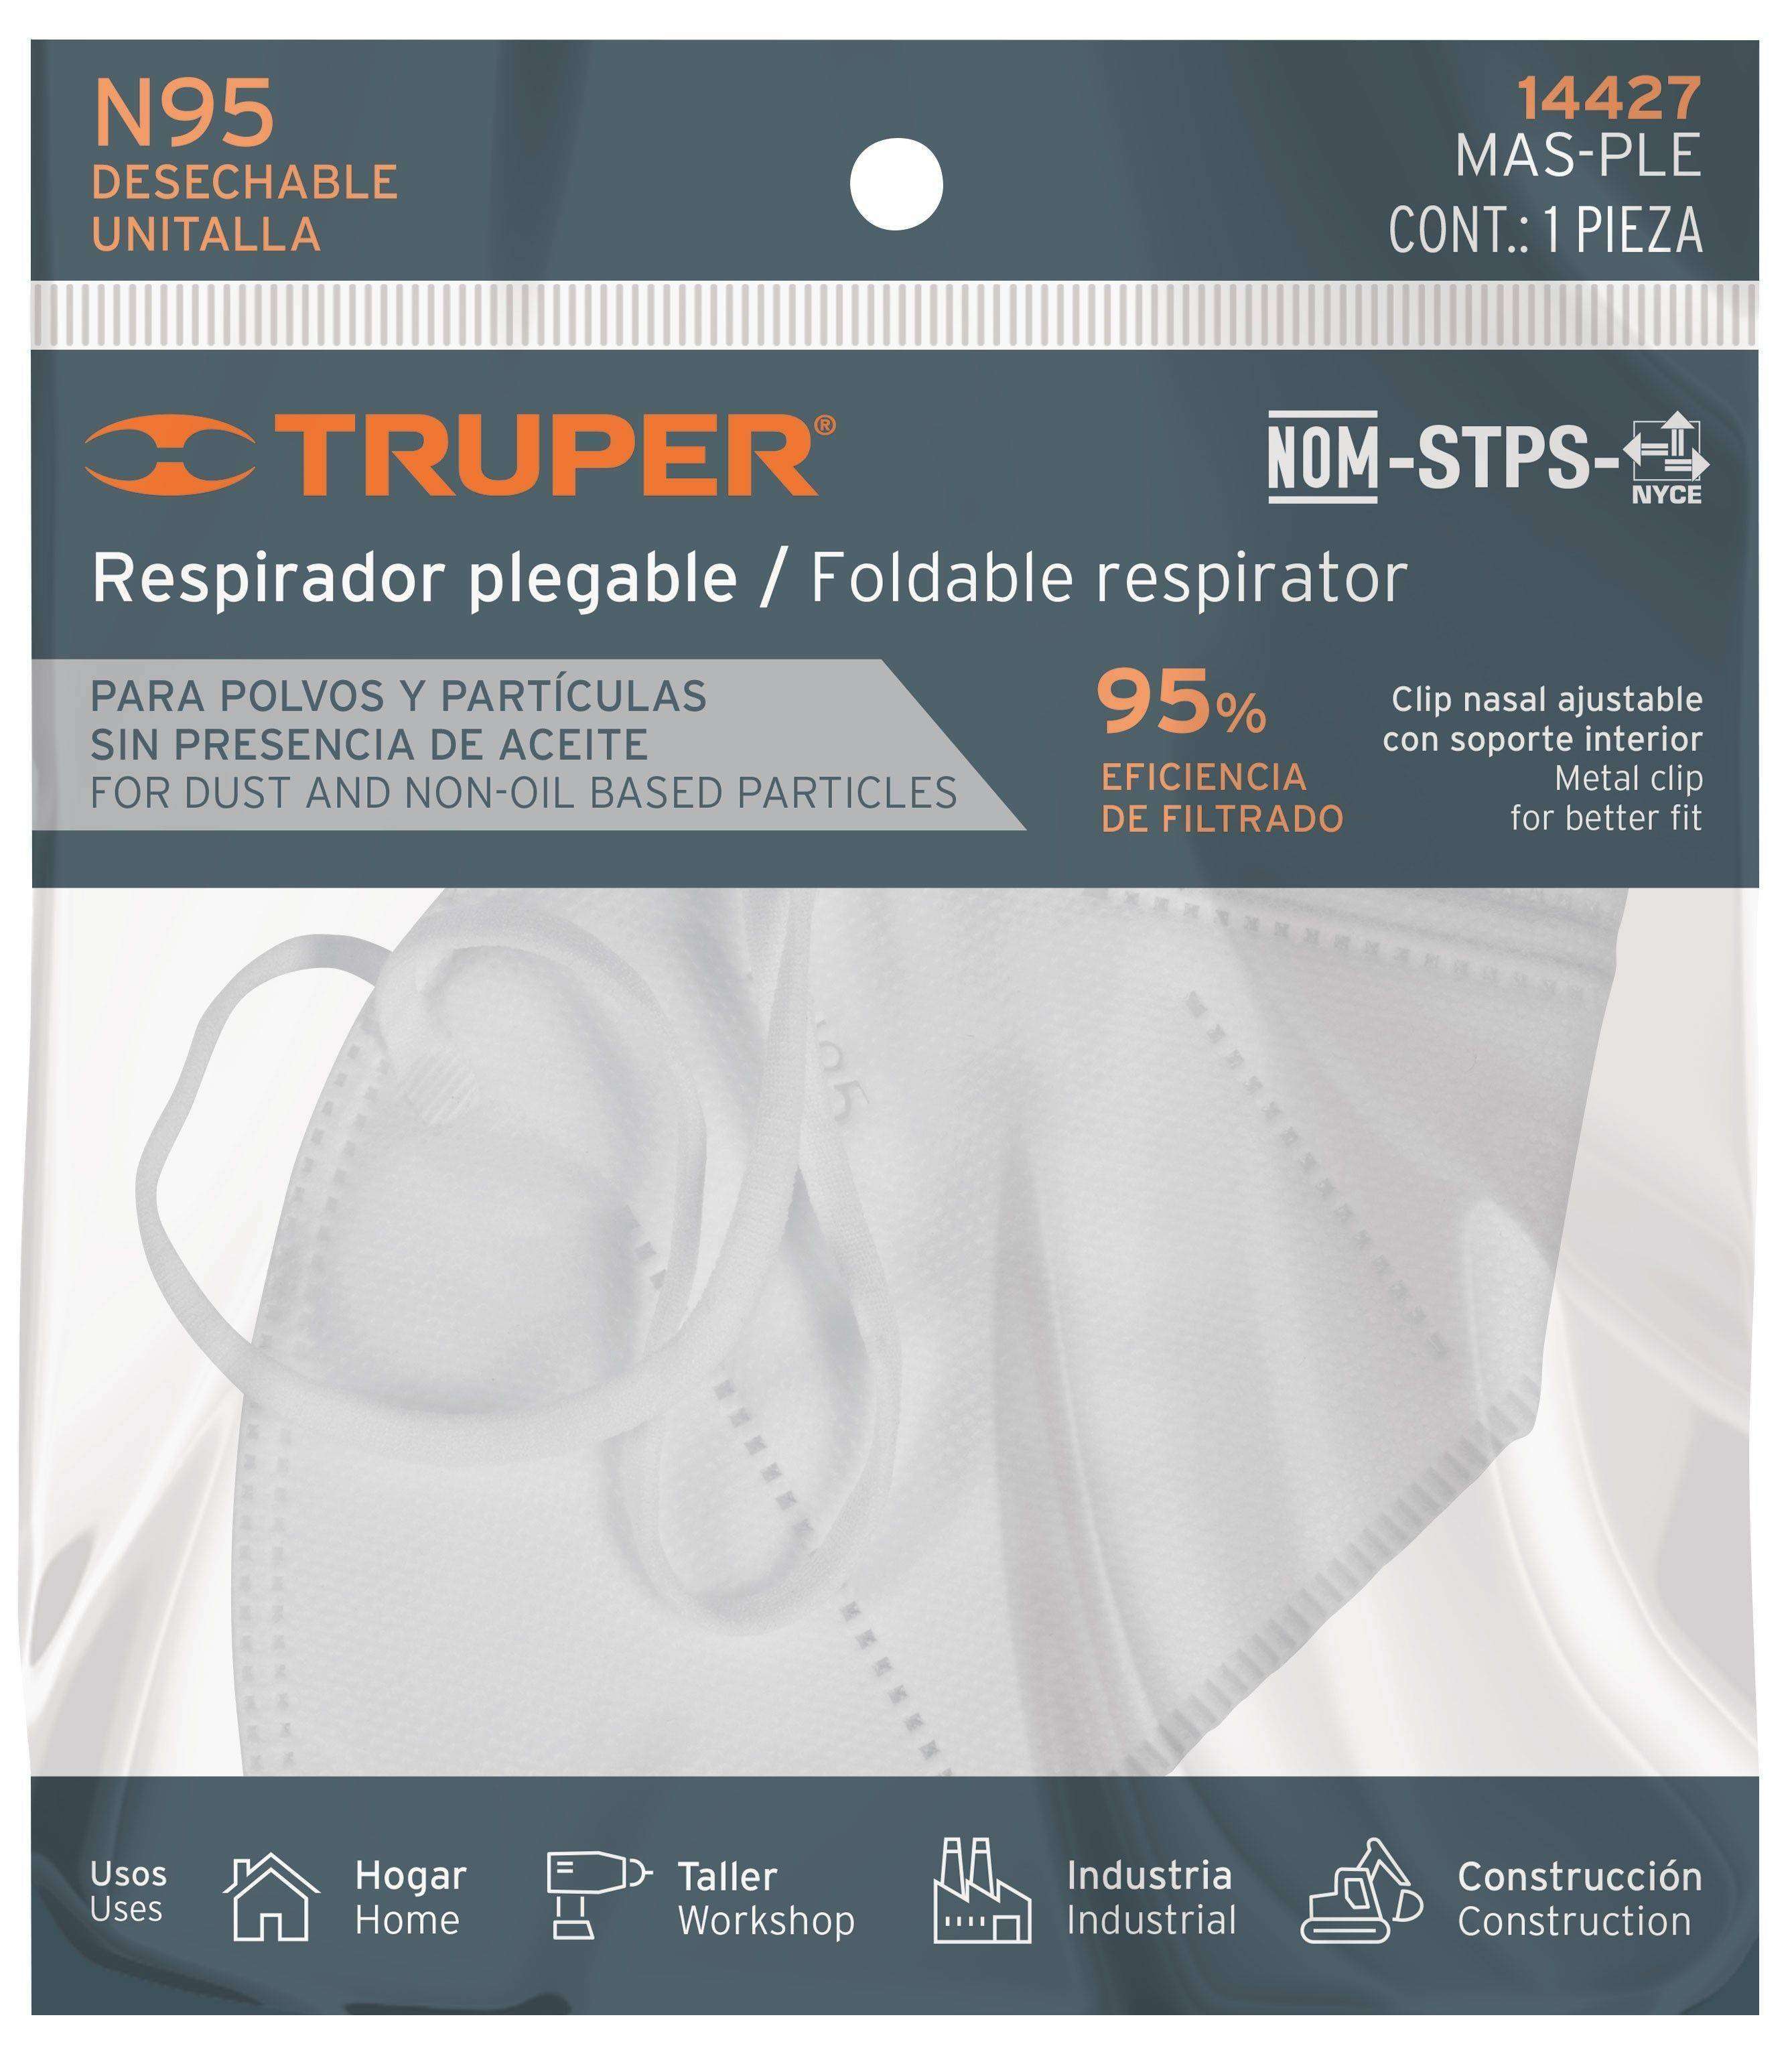 N95
DESECHABLE
UNITALLA
14427
MAS-PLE
CONT.: 1 PIEZA
TRUPER®
NOM-STPS-
NYCE
Respirador plegable / Foldable respirator
PARA POLVOS Y PARTÍCULAS
SIN PRESENCIA DE ACEITE
FOR DUST AND NON-OIL BASED PARTICLES
95%
EFICIENCIA
DE FILTRADO
Clip nasal ajustable
con soporte interior
Metal clip
for better fit
95
Usos
Uses
Hogar
Home
Taller
Workshop
Industria
Industrial
Construcción
Construction